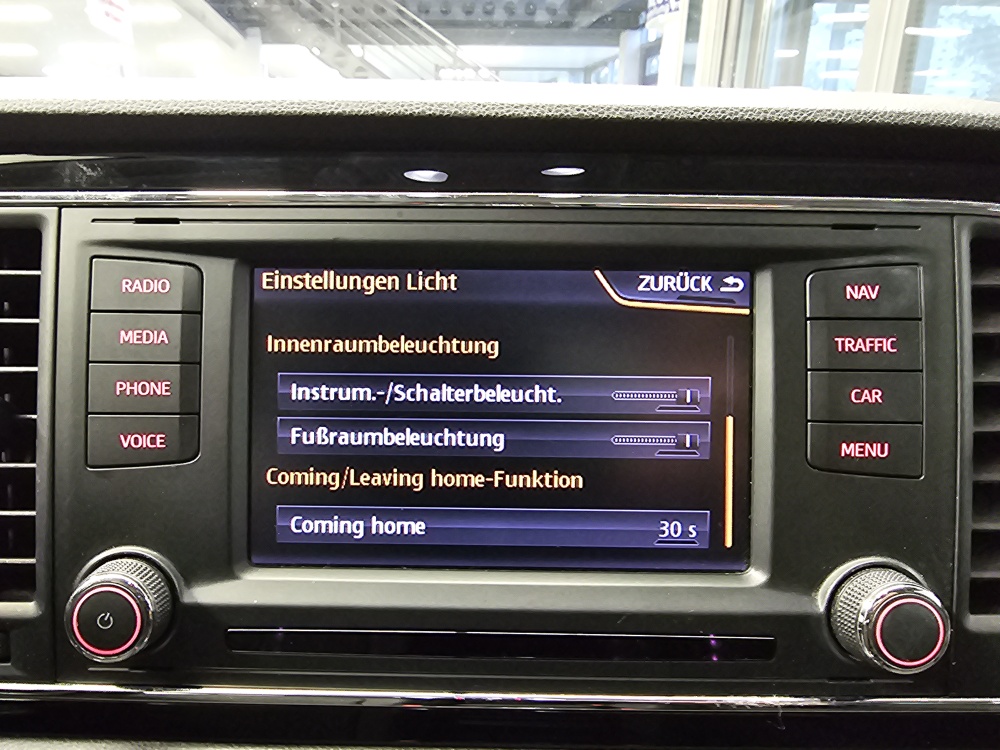 Einstellungen Licht
ZURÜCK
Innenraumbeleuchtung
Instrum.-/Schalterbeleucht.
Fußraumbeleuchtung
Coming/Leaving home-Funktion
Coming home 30 s
RADIO
MEDIA
PHONE
VOICE
NAV
TRAFFIC
CAR
MENU